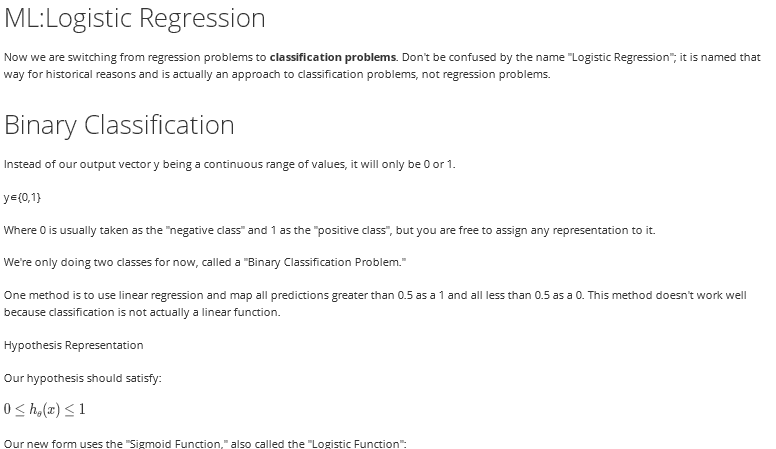 ML:Logistic Regression
Now we are switching from regression problems to classification problems. Don't be confused by the name "Logistic Regression"; it is named that
way for historical reasons and is actually an approach to classification problems, not regression problems.
Binary Classification
Instead of our output vector y being a continuous range of values, it will only be 0 or 1.
y∈{0,1}
Where 0 is usually taken as the "negative class" and 1 as the "positive class", but you are free to assign any representation to it.
We're only doing two classes for now, called a "Binary Classification Problem."
One method is to use linear regression and map all predictions greater than 0.5 as a 1 and all less than 0.5 as a 0. This method doesn't work well
because classification is not actually a linear function.
Hypothesis Representation
Our hypothesis should satisfy:
0 ≤ hθ(x) ≤ 1
Our new form uses the "Sigmoid Function," also called the "Logistic Function":